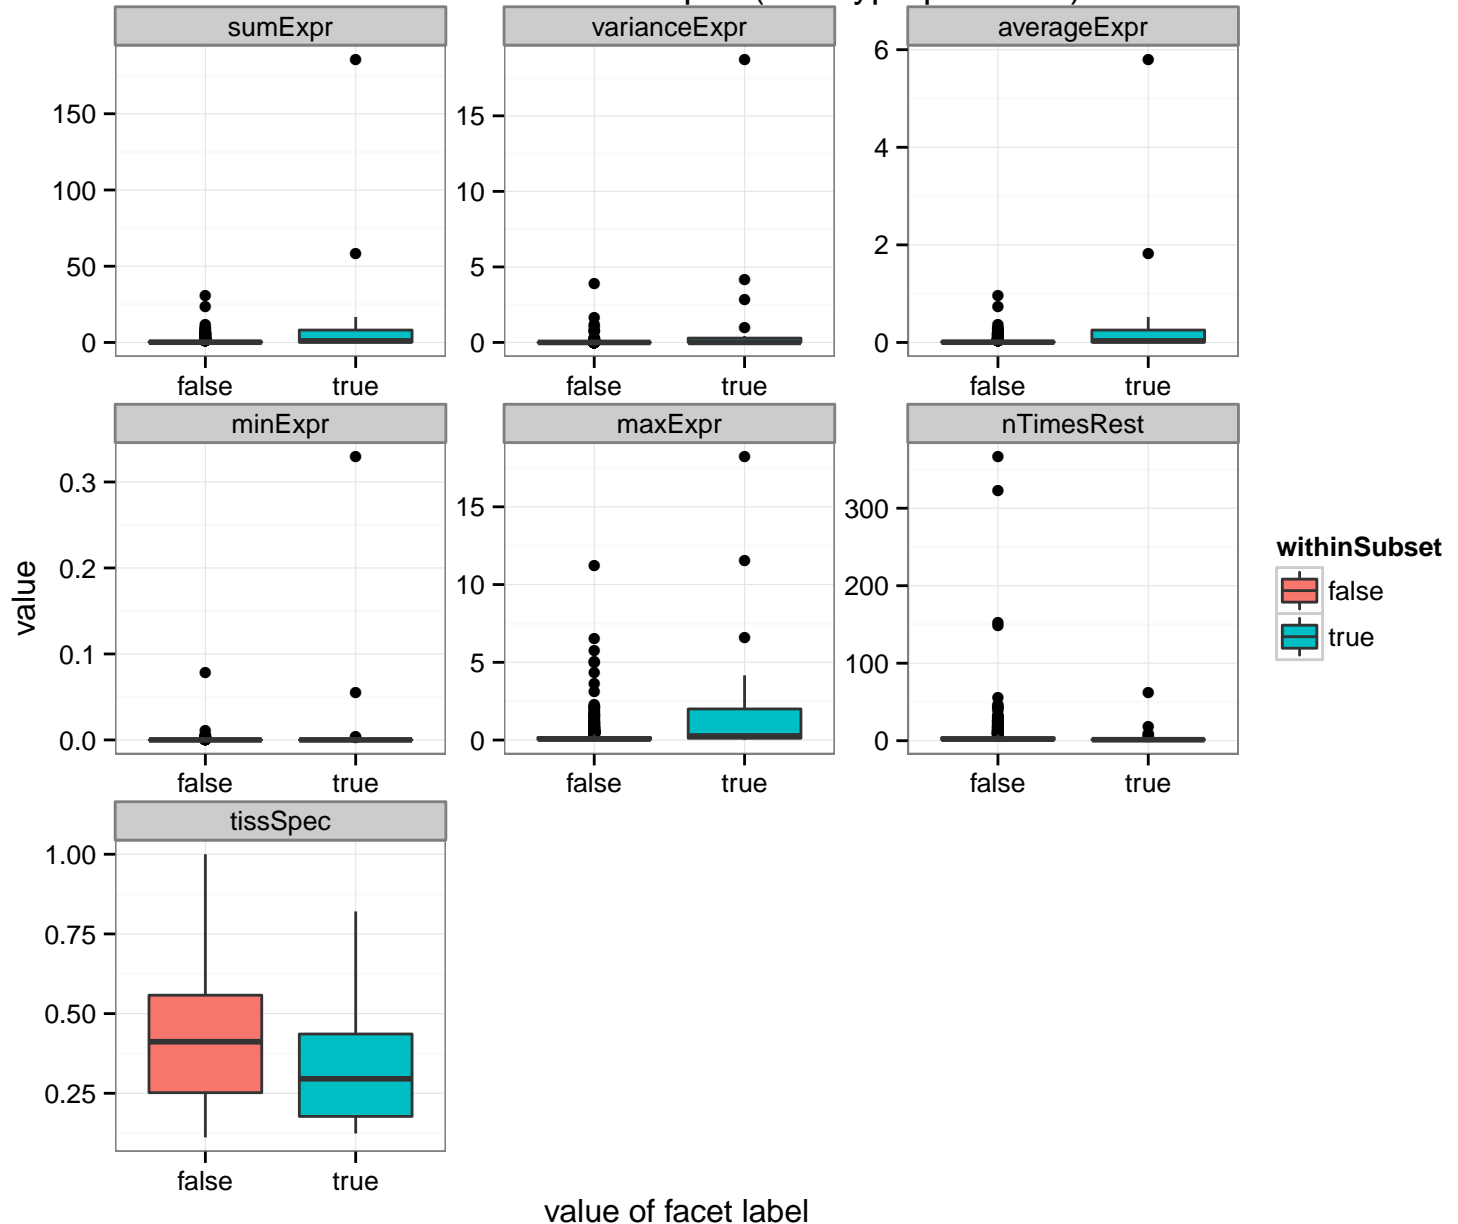 sumExpr varianceExpr averageExpr
150
100
50
0
15
10
5
0
6
4
2
0
false true false true false true
minExpr maxExpr nTimesRest
0.3
0.2
0.1
0.0
15
10
5
0
300
200
100
0
false true false true false true
tissSpec
1.00
0.75
0.50
0.25
false true
value
value of facet label
withinSubset
false
true